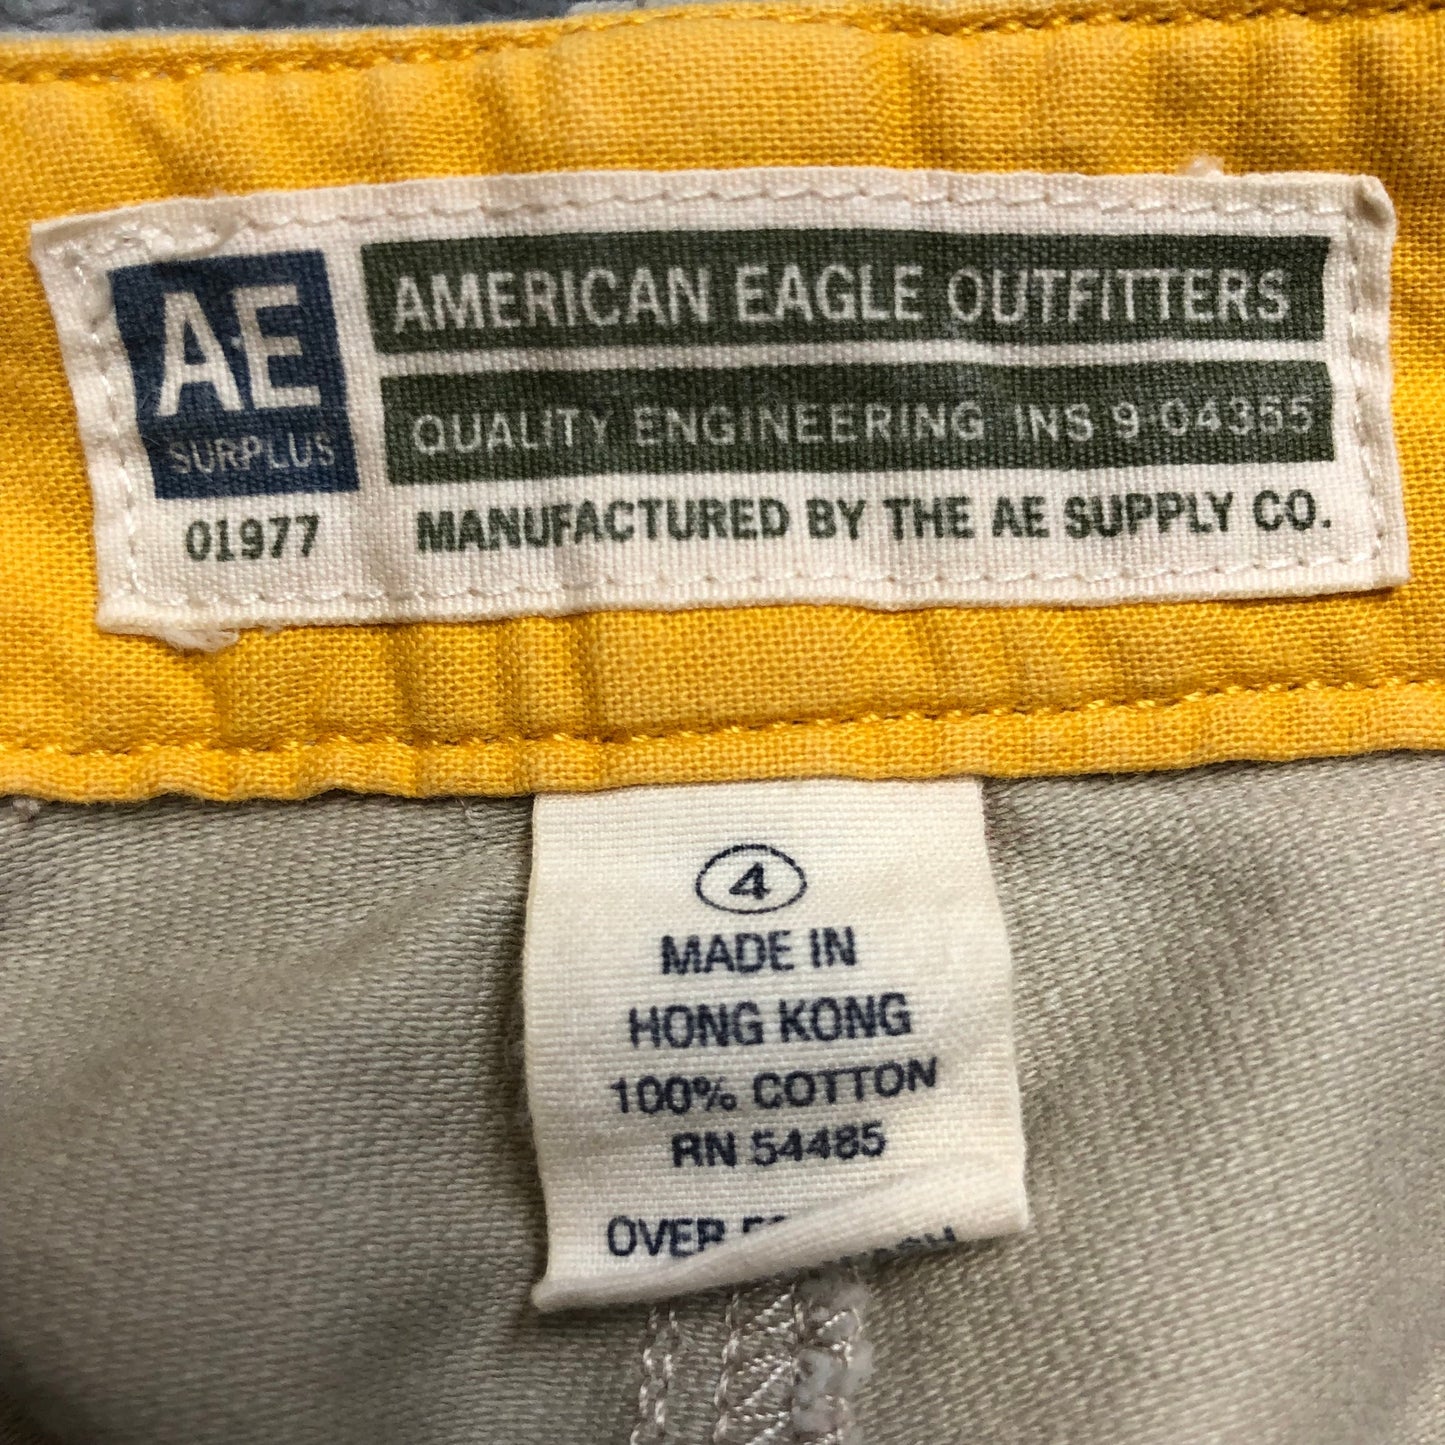 A·E
SURPLUS
01977
AMERICAN EAGLE OUTFITTERS
QUALITY ENGINEERING INS 9-04355
MANUFACTURED BY THE AE SUPPLY CO.
4
MADE IN
HONG KONG
100% COTTON
RN 54485
OVER